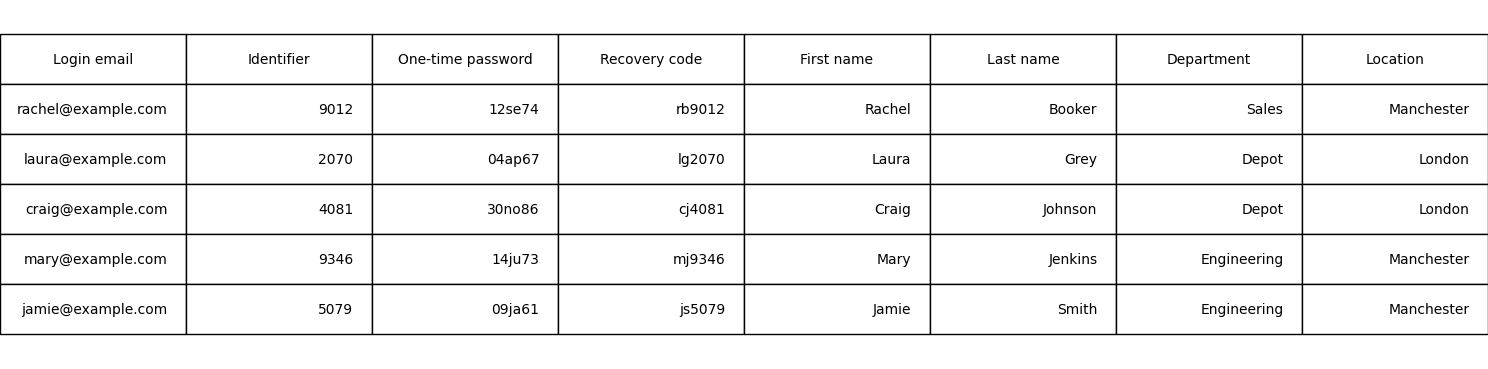 Login email Identifier One-time password Recovery code First name Last name Department Location
rachel@example.com 9012 12se74 rb9012 Rachel Booker Sales Manchester
laura@example.com 2070 04ap67 lg2070 Laura Grey Depot London
craig@example.com 4081 30no86 cj4081 Craig Johnson Depot London
mary@example.com 9346 14ju73 mj9346 Mary Jenkins Engineering Manchester
jamie@example.com 5079 09ja61 js5079 Jamie Smith Engineering Manchester